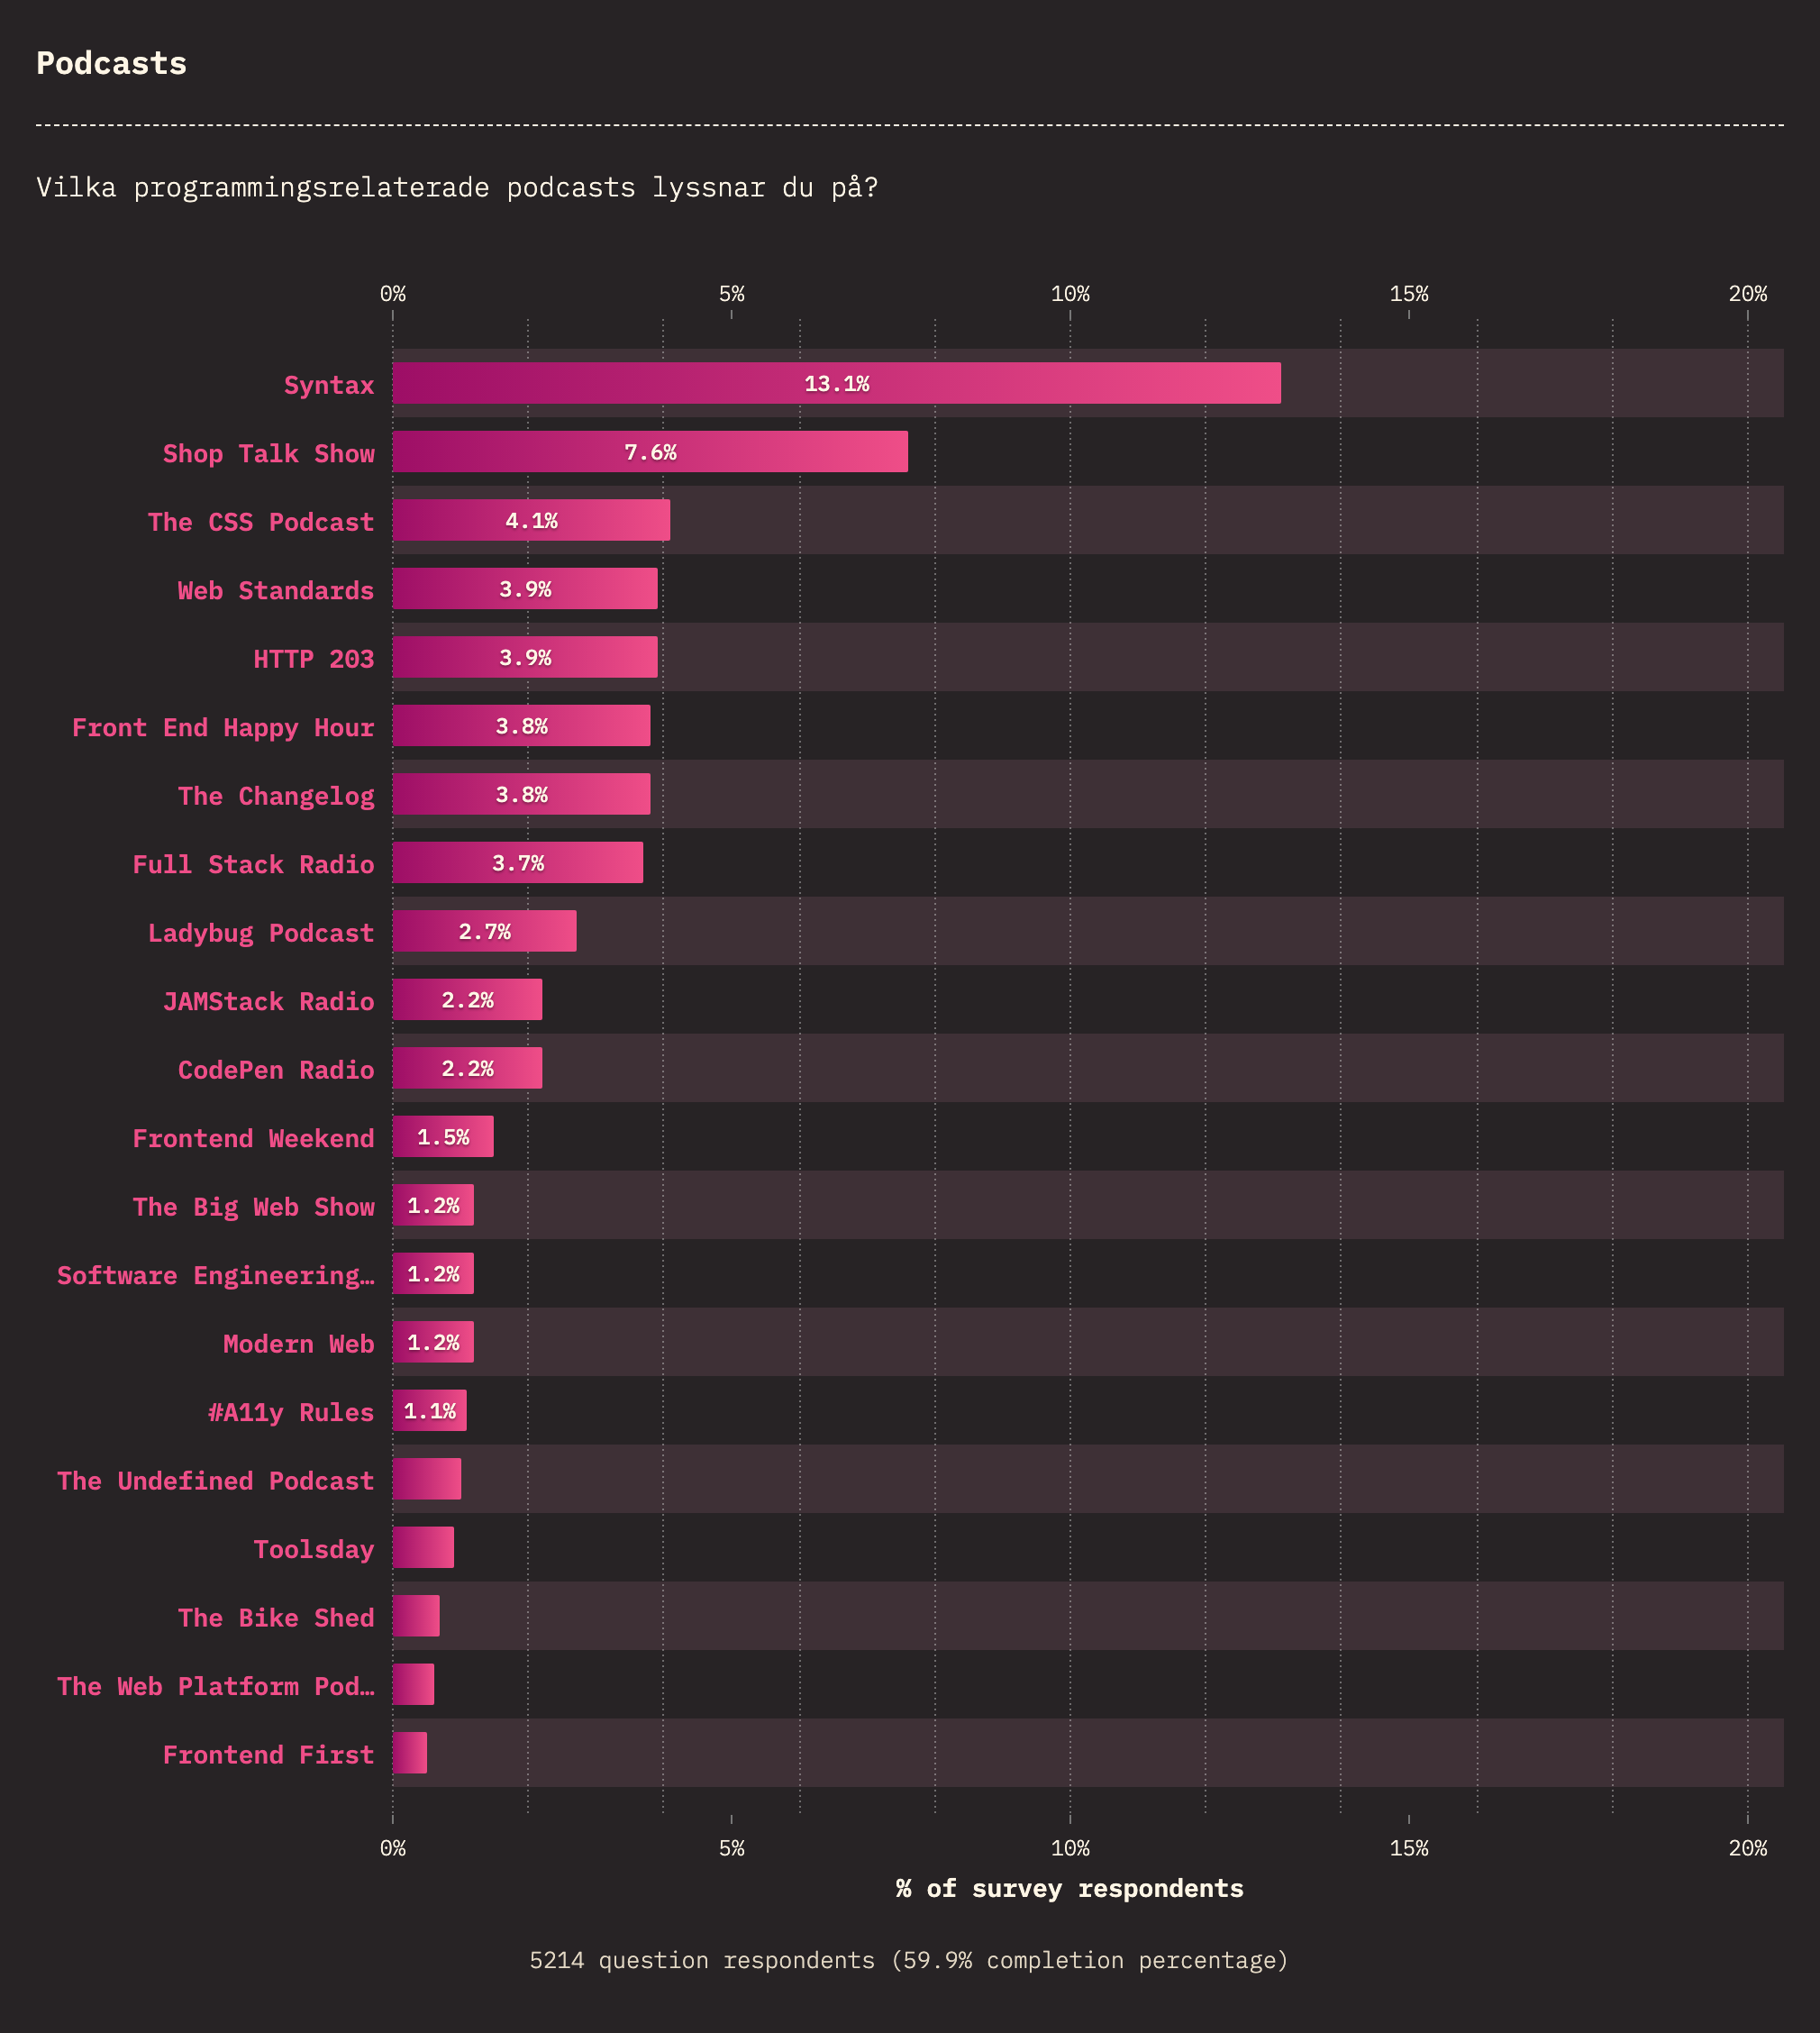 Podcasts
Vilka programmingsrelaterade podcasts lyssnar du på?
0% 5% 10% 15% 20%
Syntax 13.1%
Shop Talk Show 7.6%
The CSS Podcast 4.1%
Web Standards 3.9%
HTTP 203 3.9%
Front End Happy Hour 3.8%
The Changelog 3.8%
Full Stack Radio 3.7%
Ladybug Podcast 2.7%
JAMStack Radio 2.2%
CodePen Radio 2.2%
Frontend Weekend 1.5%
The Big Web Show 1.2%
Software Engineering… 1.2%
Modern Web 1.2%
#A11y Rules 1.1%
The Undefined Podcast
Toolsday
The Bike Shed
The Web Platform Pod…
Frontend First
0% 5% 10% 15% 20%
% of survey respondents
5214 question respondents (59.9% completion percentage)